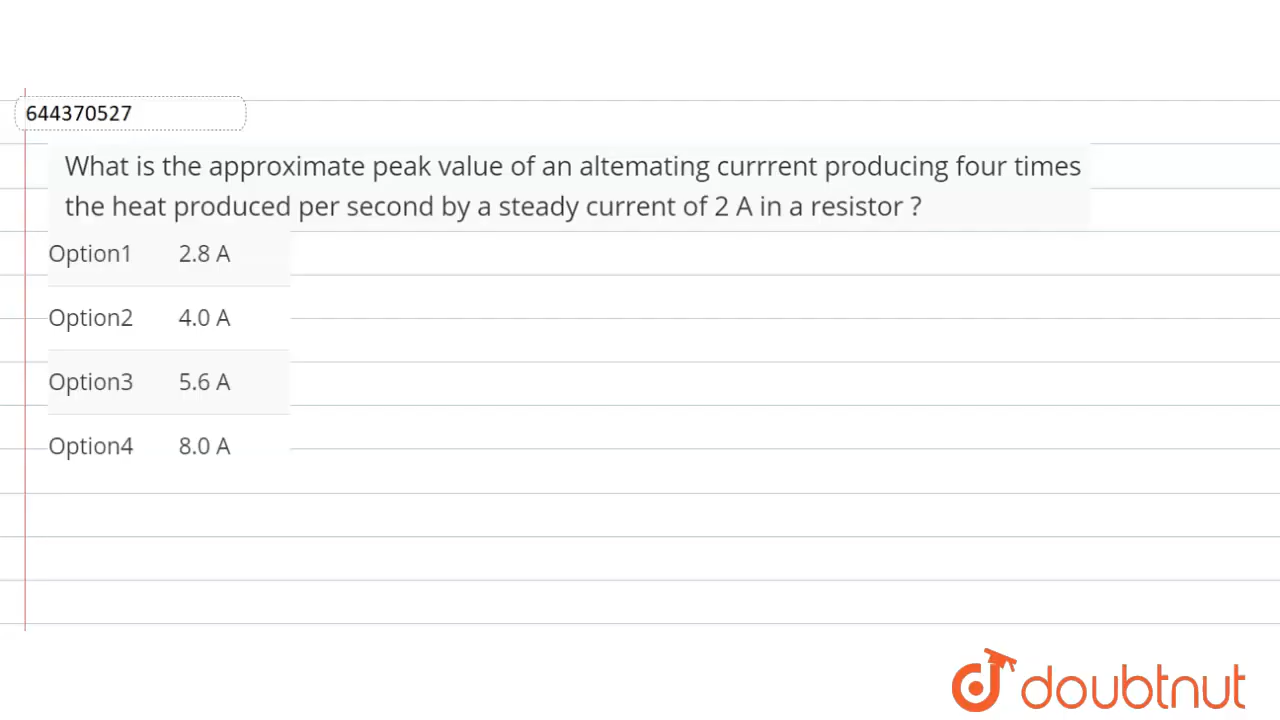 644370527
What is the approximate peak value of an altemating currrent producing four times
the heat produced per second by a steady current of 2 A in a resistor ?
Option1 2.8 A
Option2 4.0 A
Option3 5.6 A
Option4 8.0 A
doubtnut